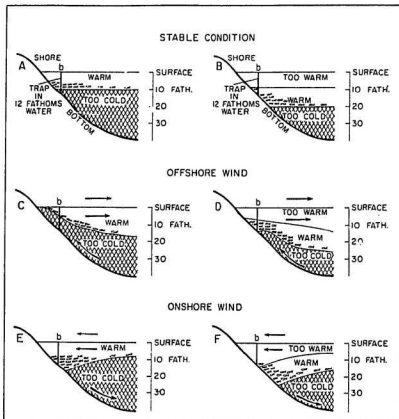 STABLE CONDITION
SHORE
A
b
WARM
TOO COLD
TRAP
IN
12 FATHOMS
WATER
BOTTOM
SURFACE
10 FATH.
20
30
SHORE
B
b
TOO WARM
WARM
TOO COLD
TRAP
IN
12 FATHOMS
WATER
BOTTOM
SURFACE
10 FATH.
20
30
OFFSHORE WIND
C
b
WARM
TOO COLD
SURFACE
10 FATH.
20
30
D
b
TOO WARM
WARM
TOO COLD
SURFACE
10 FATH.
20
30
ONSHORE WIND
E
b
WARM
TOO COLD
SURFACE
10 FATH.
20
30
F
b
TOO WARM
WARM
TOO COLD
SURFACE
10 FATH.
20
30